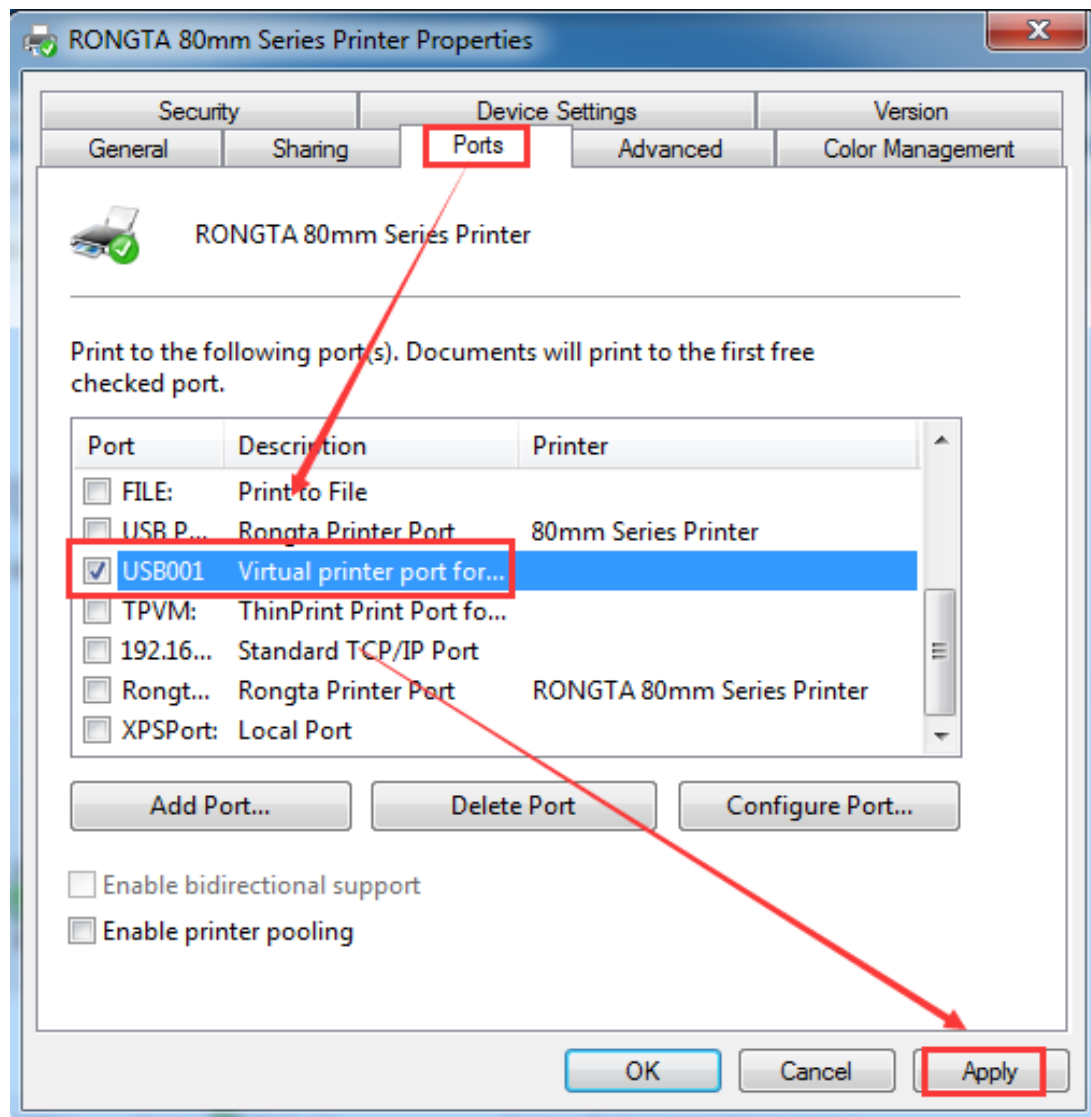 RONGTA 80mm Series Printer Properties
X
Security Device Settings Version
General Sharing Ports Advanced Color Management
RONGTA 80mm Series Printer
Print to the following port(s). Documents will print to the first free
checked port.
Port Description Printer
FILE: Print to File
USB P... Rongta Printer Port 80mm Series Printer
USB001 Virtual printer port for...
TPVM: ThinPrint Print Port fo...
192.16... Standard TCP/IP Port
Rongt... Rongta Printer Port RONGTA 80mm Series Printer
XPSPort: Local Port
Add Port... Delete Port Configure Port...
Enable bidirectional support
Enable printer pooling
OK Cancel Apply